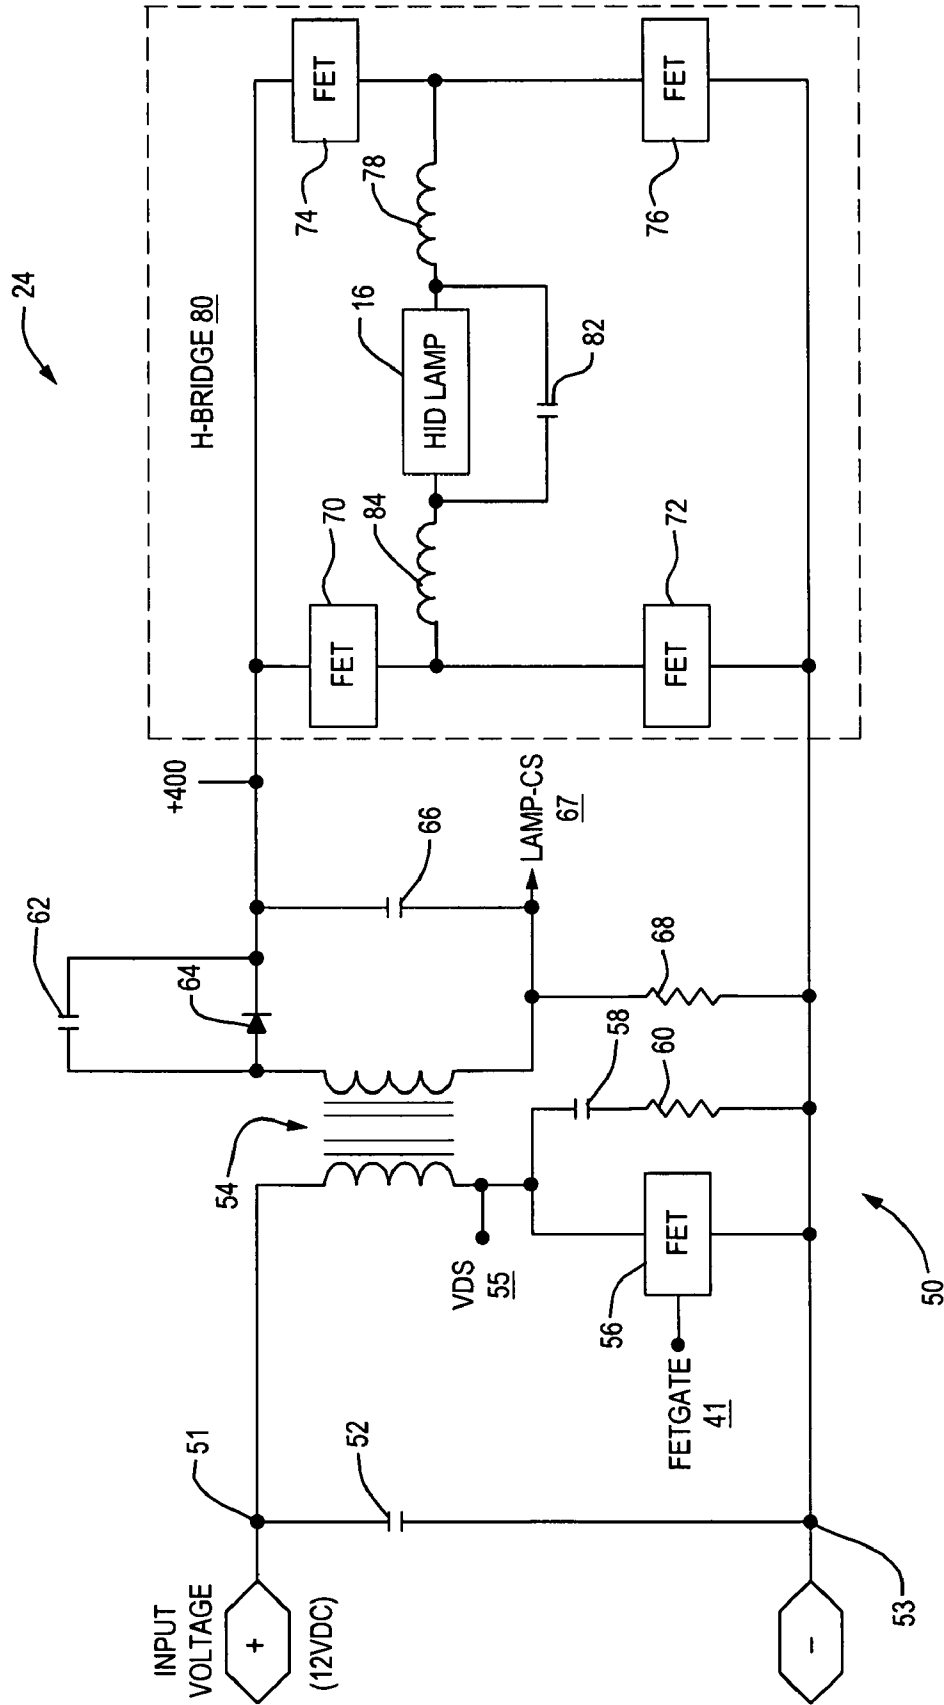 24
H-BRIDGE 80
INPUT
VOLTAGE
+
(12VDC)
51
52
-
53
54
VDS
55
FETGATE
41
56
FET
58
60
62
64
66
LAMP-CS
67
68
+400
70
FET
72
FET
84
HID LAMP
16
82
78
74
FET
76
FET
50